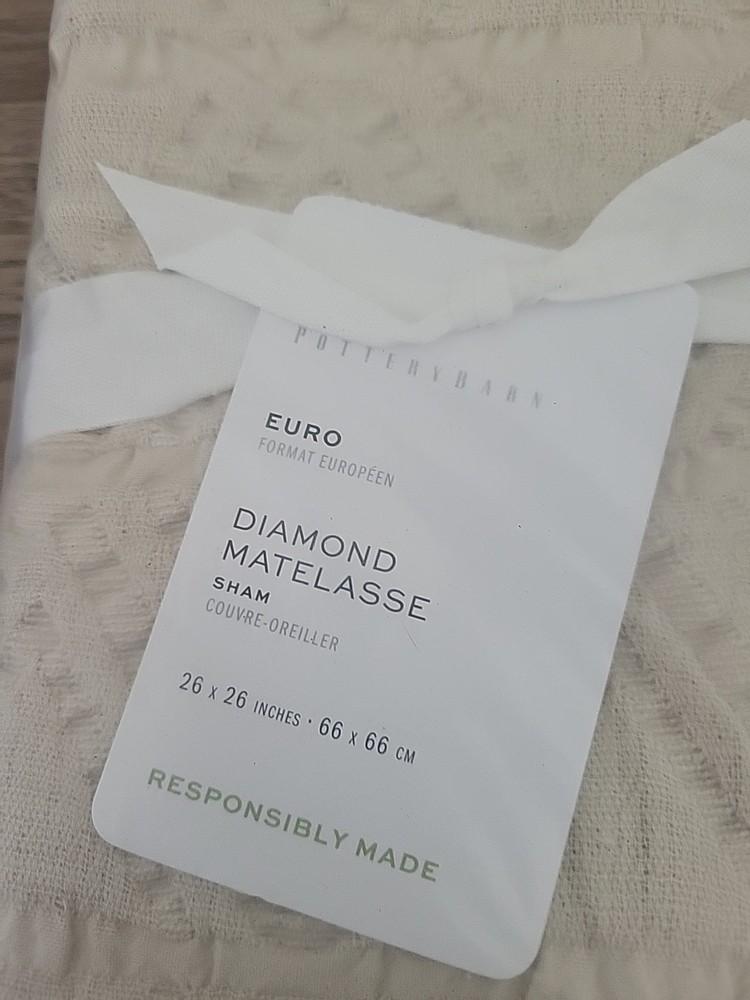 POTTERYBARN
EURO
FORMAT EUROPÉEN
DIAMOND
MATELASSE
SHAM
COUVRE-OREILLER
26 x 26 INCHES · 66 x 66 CM
RESPONSIBLY MADE